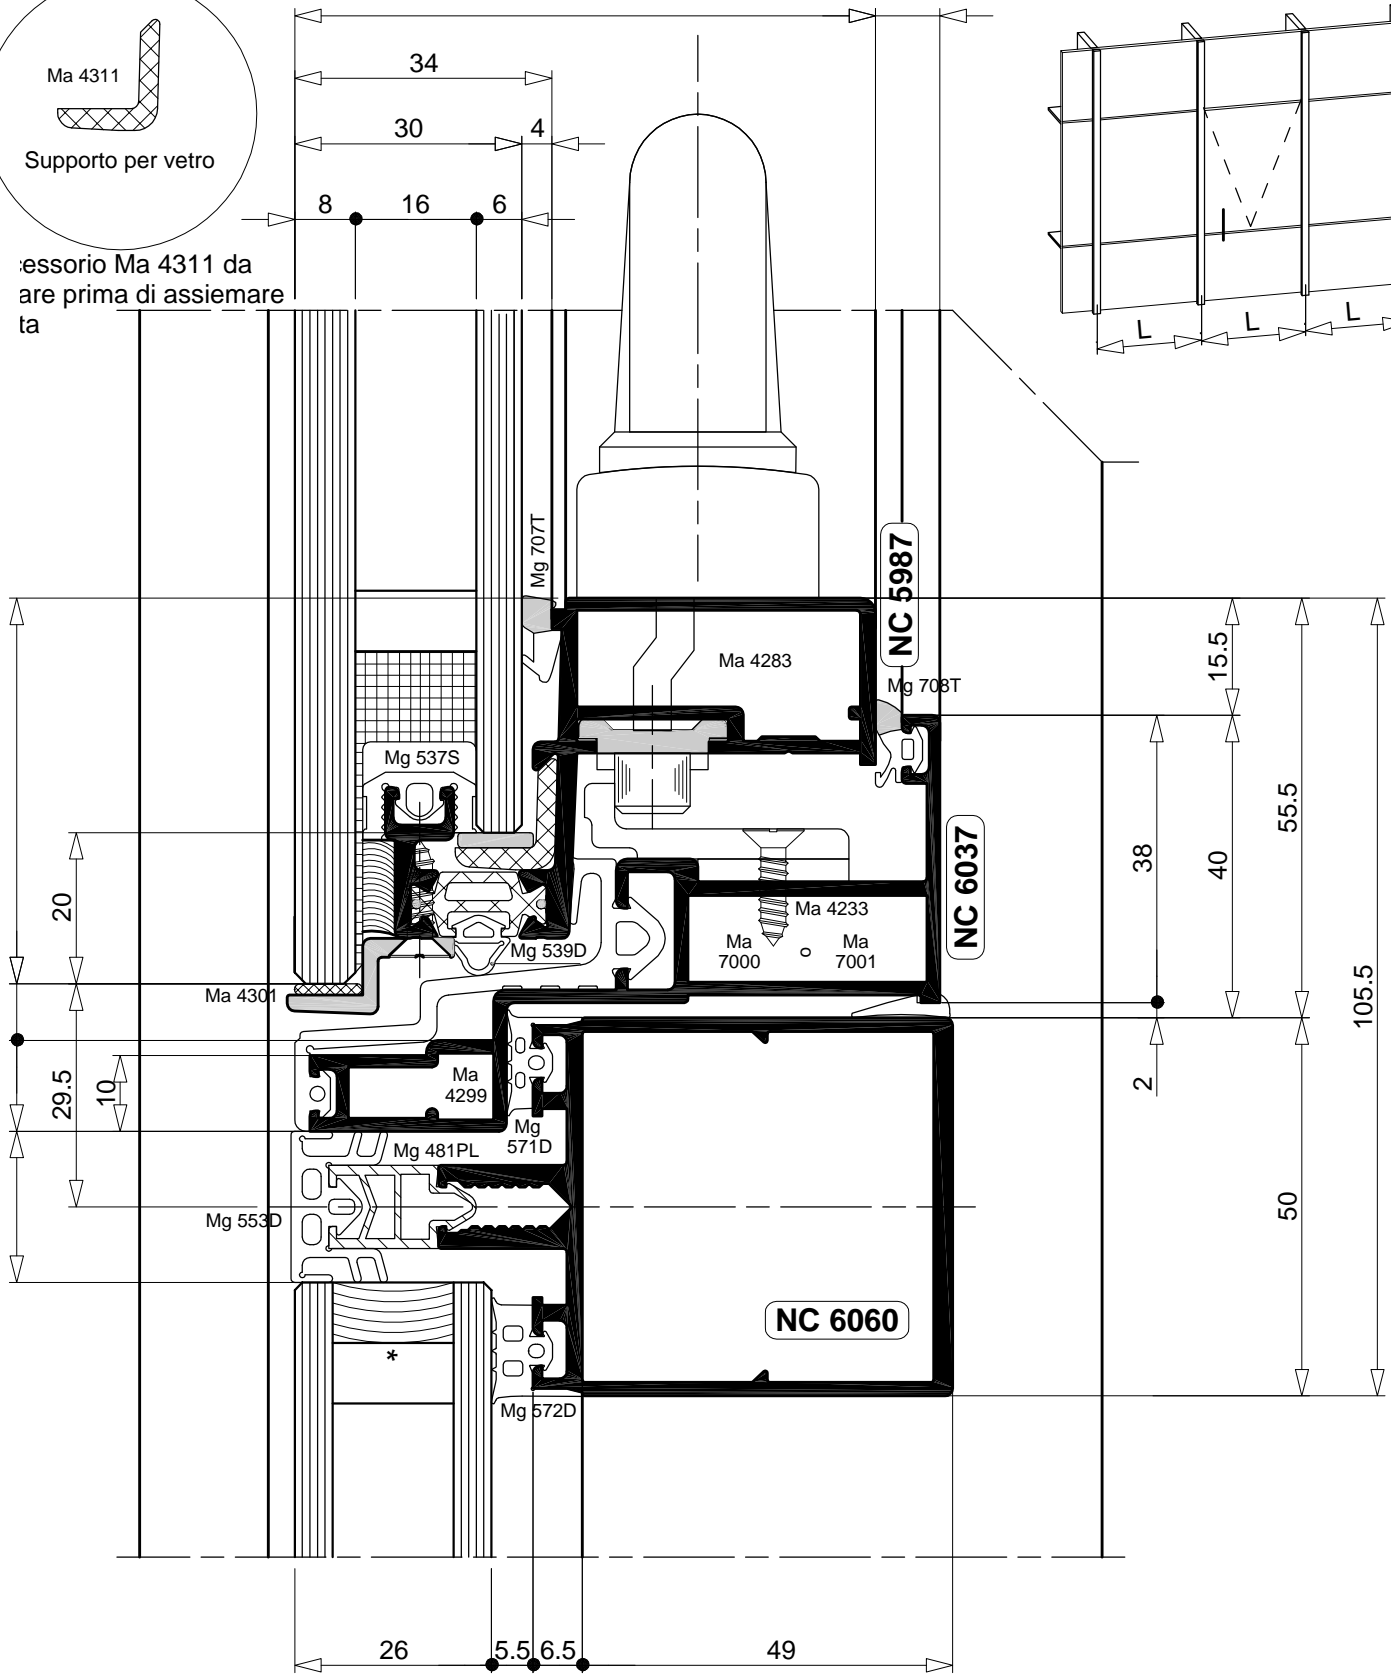 Ma 4311
Supporto per vetro
essorio Ma 4311 da
are prima di assiemare
ta
34
30
4
8
16
6
L
L
L
Mg 707T
NC 5987
Ma 4283
Mg 708T
15.5
Mg 537S
55.5
NC 6037
38
40
20
Ma 4233
Ma
7000
Ma
7001
Mg 539D
Ma 4301
105.5
29.5
10
Ma
4299
2
Mg
571D
Mg 481PL
Mg 553D
50
NC 6060
*
Mg 572D
26
5.5
6.5
49